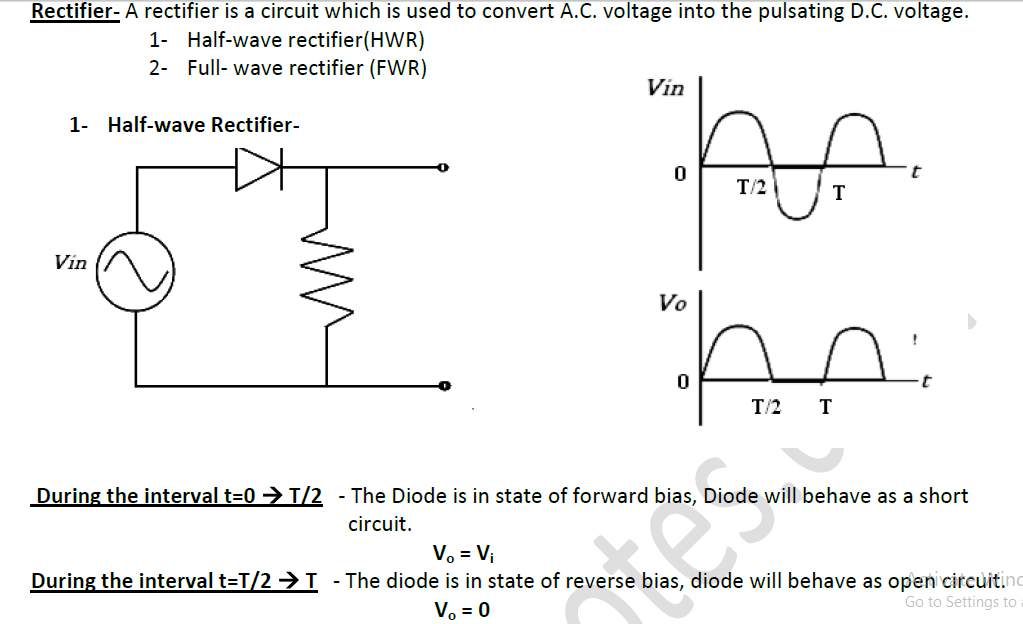 Rectifier- A rectifier is a circuit which is used to convert A.C. voltage into the pulsating D.C. voltage.
1- Half-wave rectifier(HWR)
2- Full- wave rectifier (FWR)
1- Half-wave Rectifier-
Vin
Vin
0
T/2
T
t
Vo
0
T/2
T
t
During the interval t=0 → T/2 - The Diode is in state of forward bias, Diode will behave as a short
circuit.
Vₒ = Vᵢ
During the interval t=T/2 → T - The diode is in state of reverse bias, diode will behave as open circuit.
Vₒ = 0
Go to Settings to